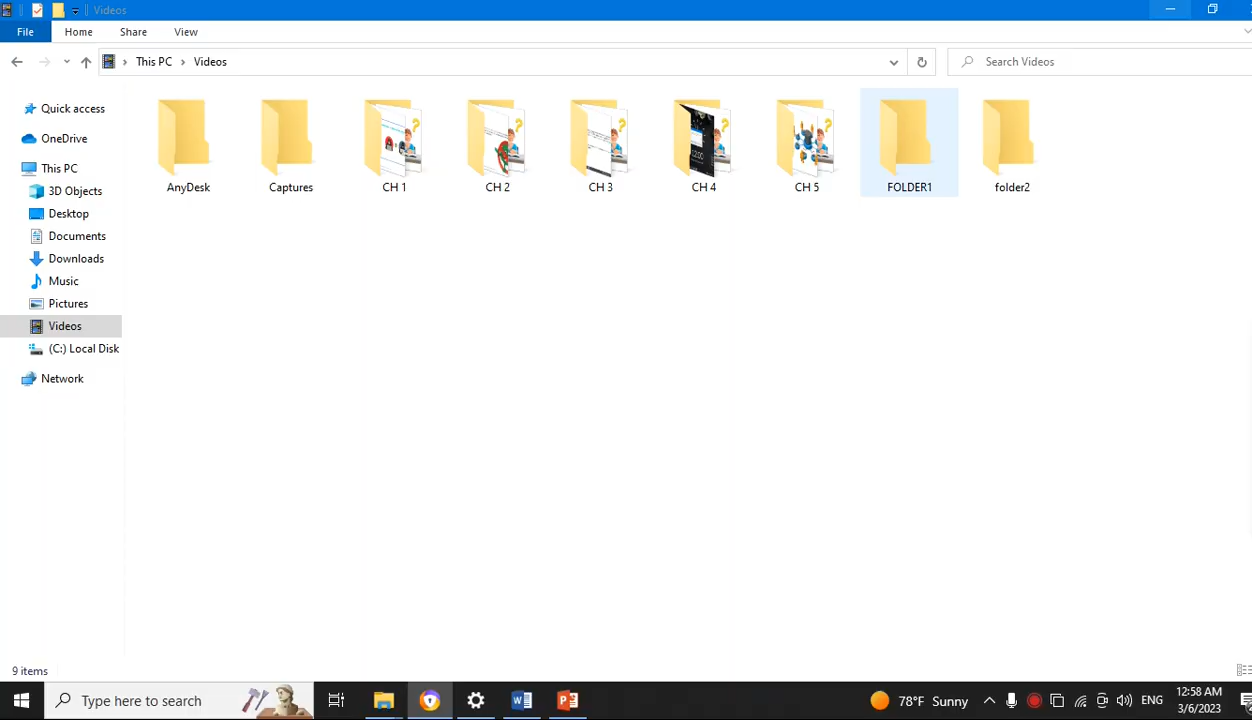 Videos
File Home Share View
This PC Videos Search Videos
Quick access
OneDrive
This PC
3D Objects
Desktop
Documents
Downloads
Music
Pictures
Videos
(C:) Local Disk
Network
AnyDesk Captures CH 1 CH 2 CH 3 CH 4 CH 5 FOLDER1 folder2
9 items
Type here to search
78°F Sunny
ENG
12:58 AM
3/6/2023